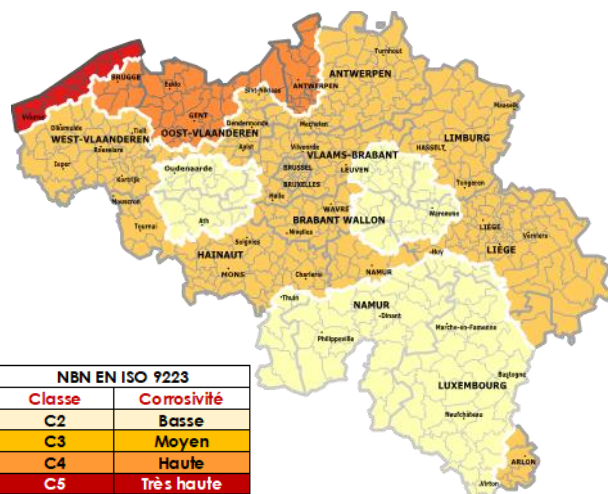 Turnhout
ANTWERPEN
BRUGGE
Eeklo
Sint-Niklaas
ANTWERPEN
Veurne
GENT
Maaseik
Diksmuide
Tielt
Dendermonde
Mechelen
WEST-VLAANDEREN
OOST-VLAANDEREN
LIMBURG
Roeselare
Aalst
Vilvoorde
HASSELT
VLAAMS-BRABANT
Ieper
Oudenaarde
BRUSSEL
LEUVEN
Kortrijk
BRUXELLES
Tongeren
Mouscron
Halle
WAVRE
Waremme
Ath
BRABANT WALLON
LIEGE
Tournai
Nivelles
Verviers
Soignies
Huy
LIÈGE
HAINAUT
NAMUR
MONS
Charleroi
Thuin
NAMUR
Dinant
Marche-en-Famenne
Philippeville
Bastogne
LUXEMBOURG
Neufchâteau
ARLON
Virton
NBN EN ISO 9223
Classe Corrosivité
C2 Basse
C3 Moyen
C4 Haute
C5 Très haute